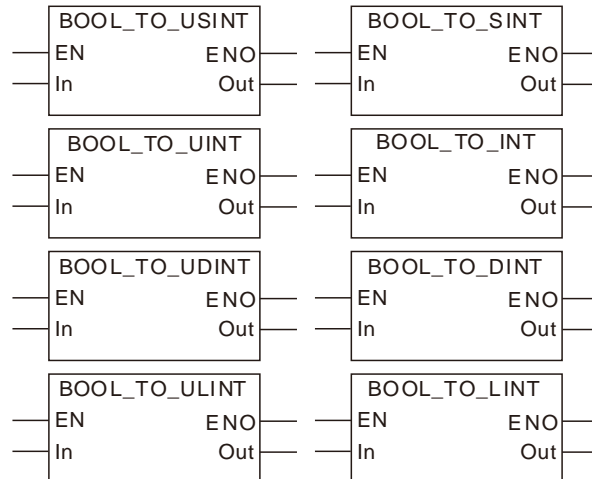 BOOL_TO_USINT
EN ENO
In Out
BOOL_TO_SINT
EN ENO
In Out
BOOL_TO_UINT
EN ENO
In Out
BOOL_TO_INT
EN ENO
In Out
BOOL_TO_UDINT
EN ENO
In Out
BOOL_TO_DINT
EN ENO
In Out
BOOL_TO_ULINT
EN ENO
In Out
BOOL_TO_LINT
EN ENO
In Out